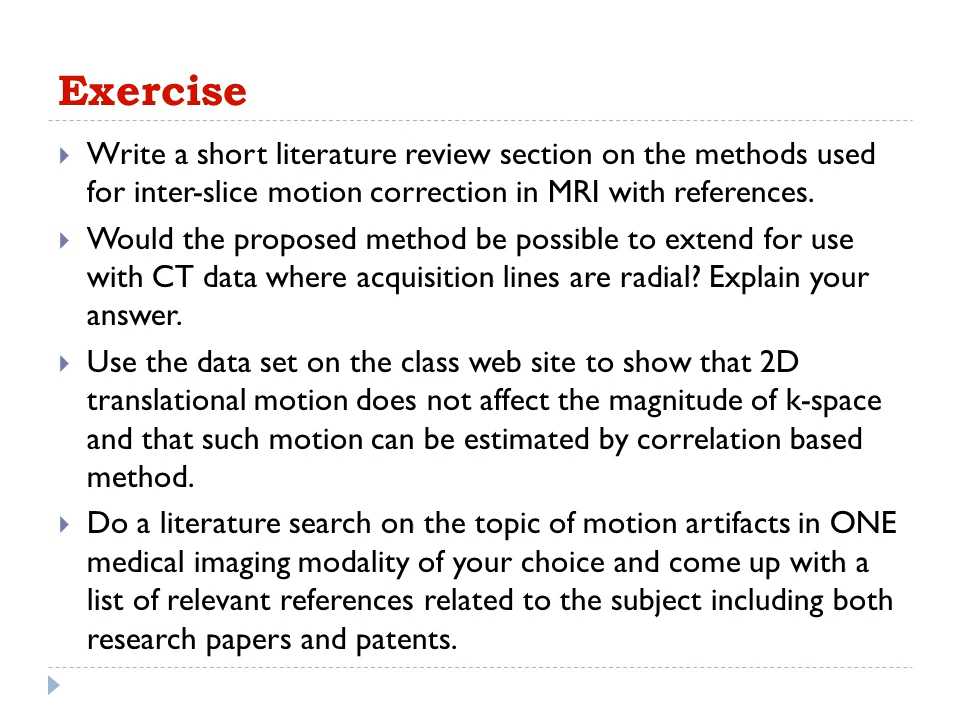 Exercise
Write a short literature review section on the methods used
for inter-slice motion correction in MRI with references.
Would the proposed method be possible to extend for use
with CT data where acquisition lines are radial? Explain your
answer.
Use the data set on the class web site to show that 2D
translational motion does not affect the magnitude of k-space
and that such motion can be estimated by correlation based
method.
Do a literature search on the topic of motion artifacts in ONE
medical imaging modality of your choice and come up with a
list of relevant references related to the subject including both
research papers and patents.